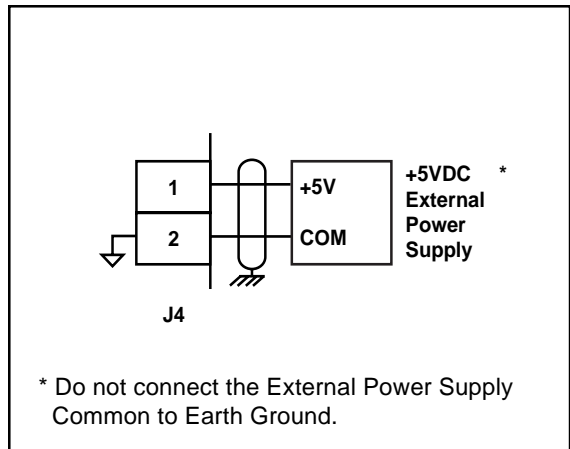 1
2
J4
+5V
COM
+5VDC *
External
Power
Supply
* Do not connect the External Power Supply
Common to Earth Ground.